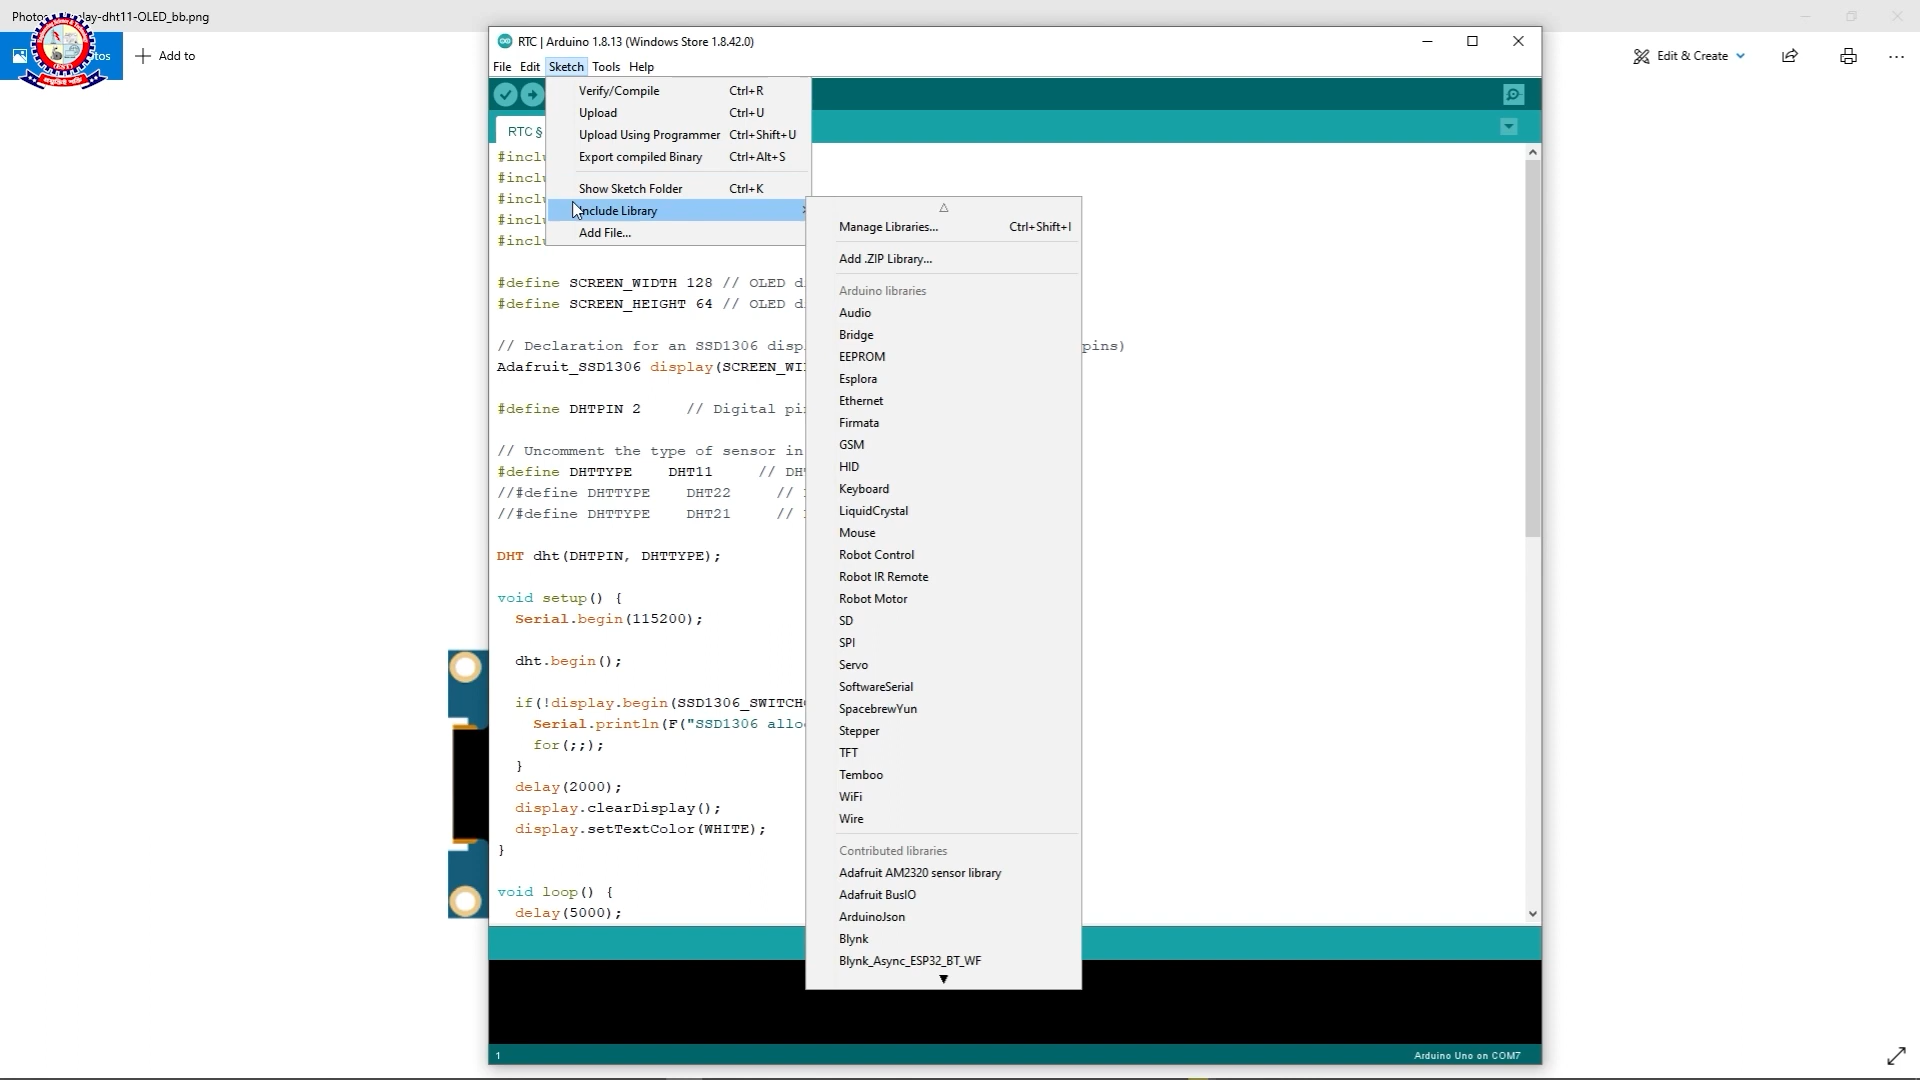 Photos
lay-dht11-OLED_bb.png
tos
Add to
Edit & Create
RTC | Arduino 1.8.13 (Windows Store 1.8.42.0)
File Edit Sketch Tools Help
Verify/Compile Ctrl+R
Upload Ctrl+U
Upload Using Programmer Ctrl+Shift+U
Export compiled Binary Ctrl+Alt+S
Show Sketch Folder Ctrl+K
Include Library
Add File...
RTC §
#inclu
#inclu
#inclu
#inclu
#inclu
#define SCREEN_WIDTH 128 // OLED d
#define SCREEN_HEIGHT 64 // OLED d
// Declaration for an SSD1306 disp
pins)
Adafruit_SSD1306 display(SCREEN_WI
#define DHTPIN 2 // Digital pi
// Uncomment the type of sensor in
#define DHTTYPE DHT11 // DH
//#define DHTTYPE DHT22 //
//#define DHTTYPE DHT21 //
DHT dht(DHTPIN, DHTTYPE);
void setup() {
Serial.begin(115200);
dht.begin();
if(!display.begin(SSD1306_SWITCH
Serial.println(F("SSD1306 allo
for(;;);
}
delay(2000);
display.clearDisplay();
display.setTextColor(WHITE);
}
void loop() {
delay(5000);
Manage Libraries... Ctrl+Shift+I
Add .ZIP Library...
Arduino libraries
Audio
Bridge
EEPROM
Esplora
Ethernet
Firmata
GSM
HID
Keyboard
LiquidCrystal
Mouse
Robot Control
Robot IR Remote
Robot Motor
SD
SPI
Servo
SoftwareSerial
SpacebrewYun
Stepper
TFT
Temboo
WiFi
Wire
Contributed libraries
Adafruit AM2320 sensor library
Adafruit BusIO
ArduinoJson
Blynk
Blynk_Async_ESP32_BT_WF
1
Arduino Uno on COM7